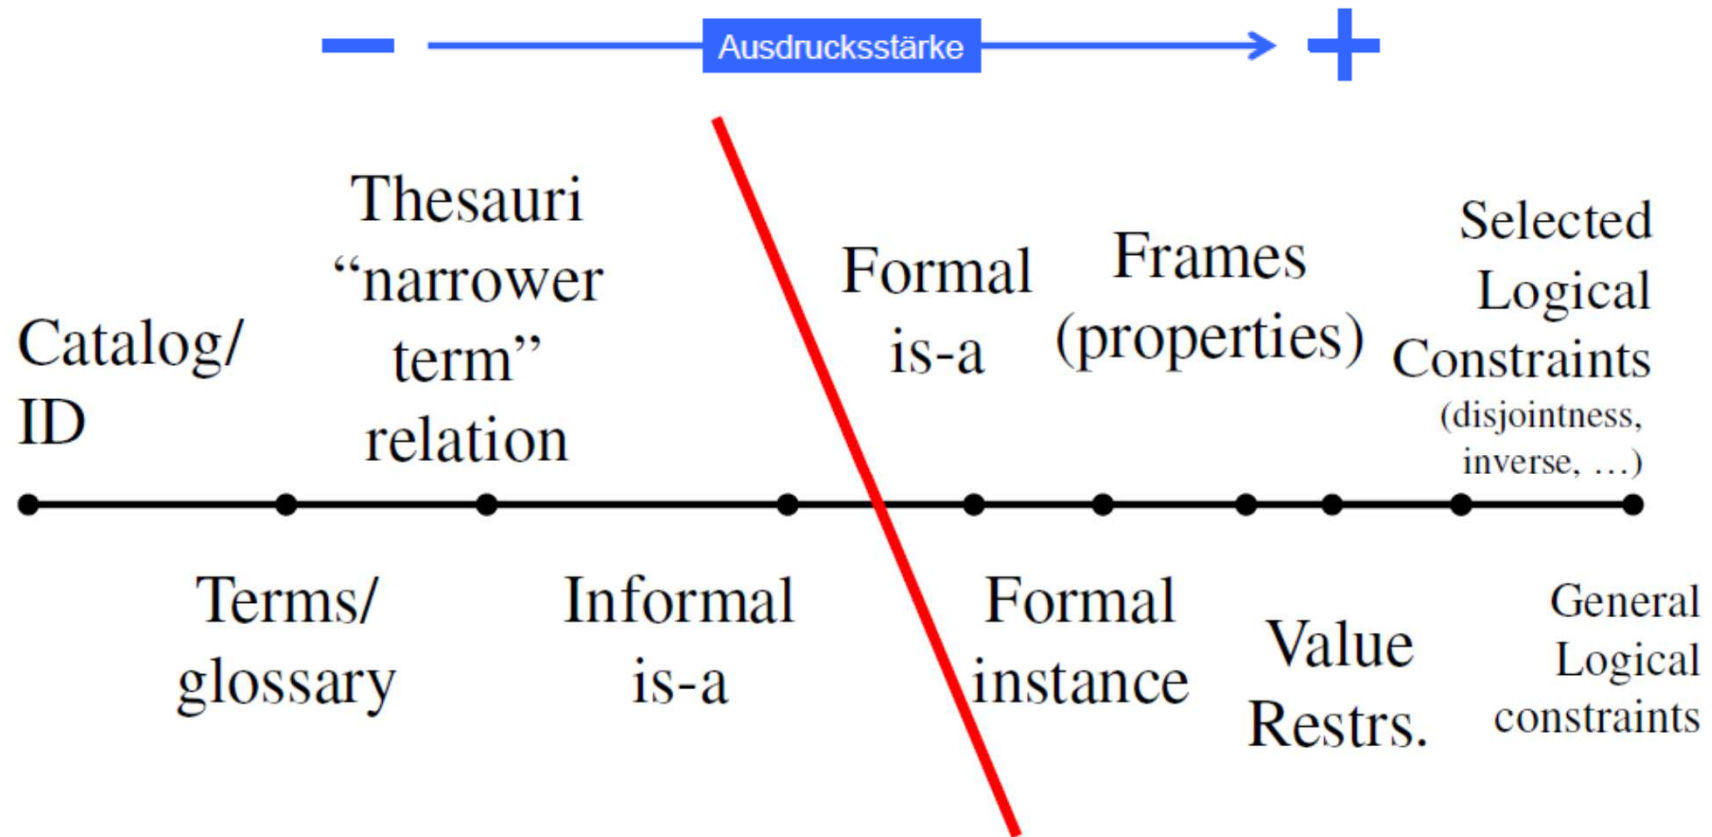 Ausdrucksstärke
Catalog/
ID
Thesauri
“narrower
term”
relation
Formal
is-a
Frames
(properties)
Selected
Logical
Constraints
(disjointness,
inverse, …)
Terms/
glossary
Informal
is-a
Formal
instance
Value
Restrs.
General
Logical
constraints